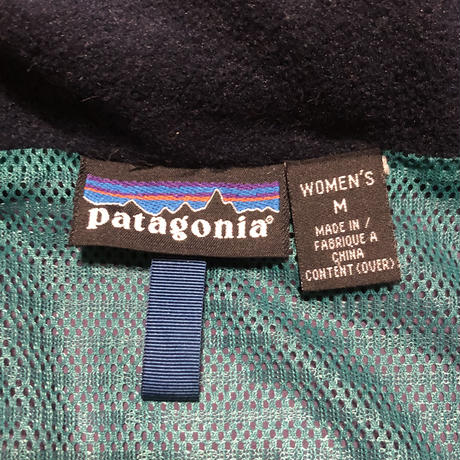 patagonia®
WOMEN'S
M
MADE IN /
FABRIQUE A
CHINA
CONTENT (OVER)